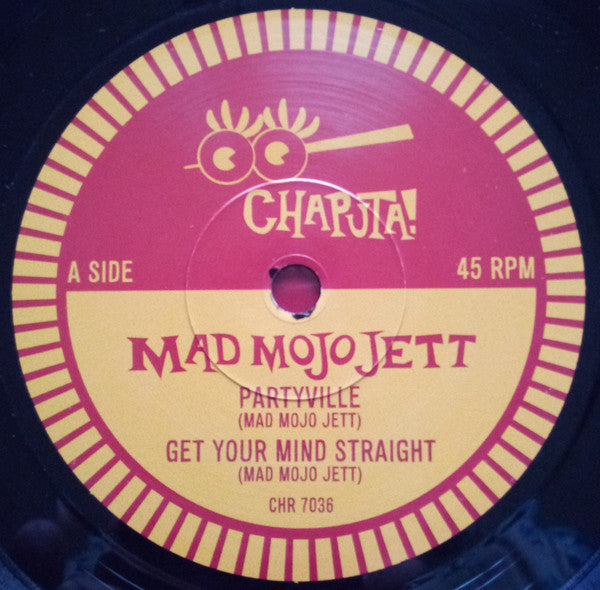 CHAPUTA!
A SIDE
45 RPM
MAD MOJO JETT
PARTYVILLE
(MAD MOJO JETT)
GET YOUR MIND STRAIGHT
(MAD MOJO JETT)
CHR 7036